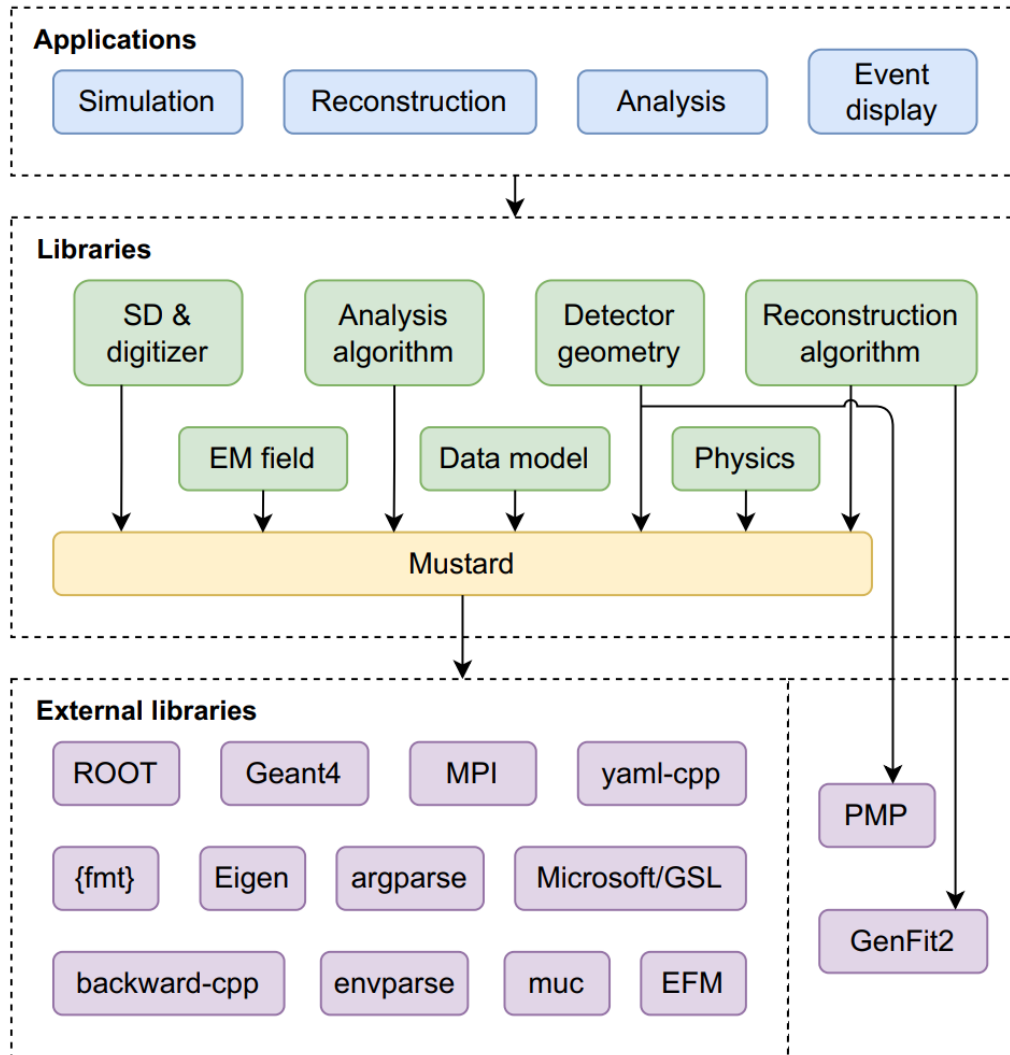 Applications
Simulation
Reconstruction
Analysis
Event
display
Libraries
SD &
digitizer
Analysis
algorithm
Detector
geometry
Reconstruction
algorithm
EM field
Data model
Physics
Mustard
External libraries
ROOT
Geant4
MPI
yaml-cpp
PMP
{fmt}
Eigen
argparse
Microsoft/GSL
GenFit2
backward-cpp
envparse
muc
EFM